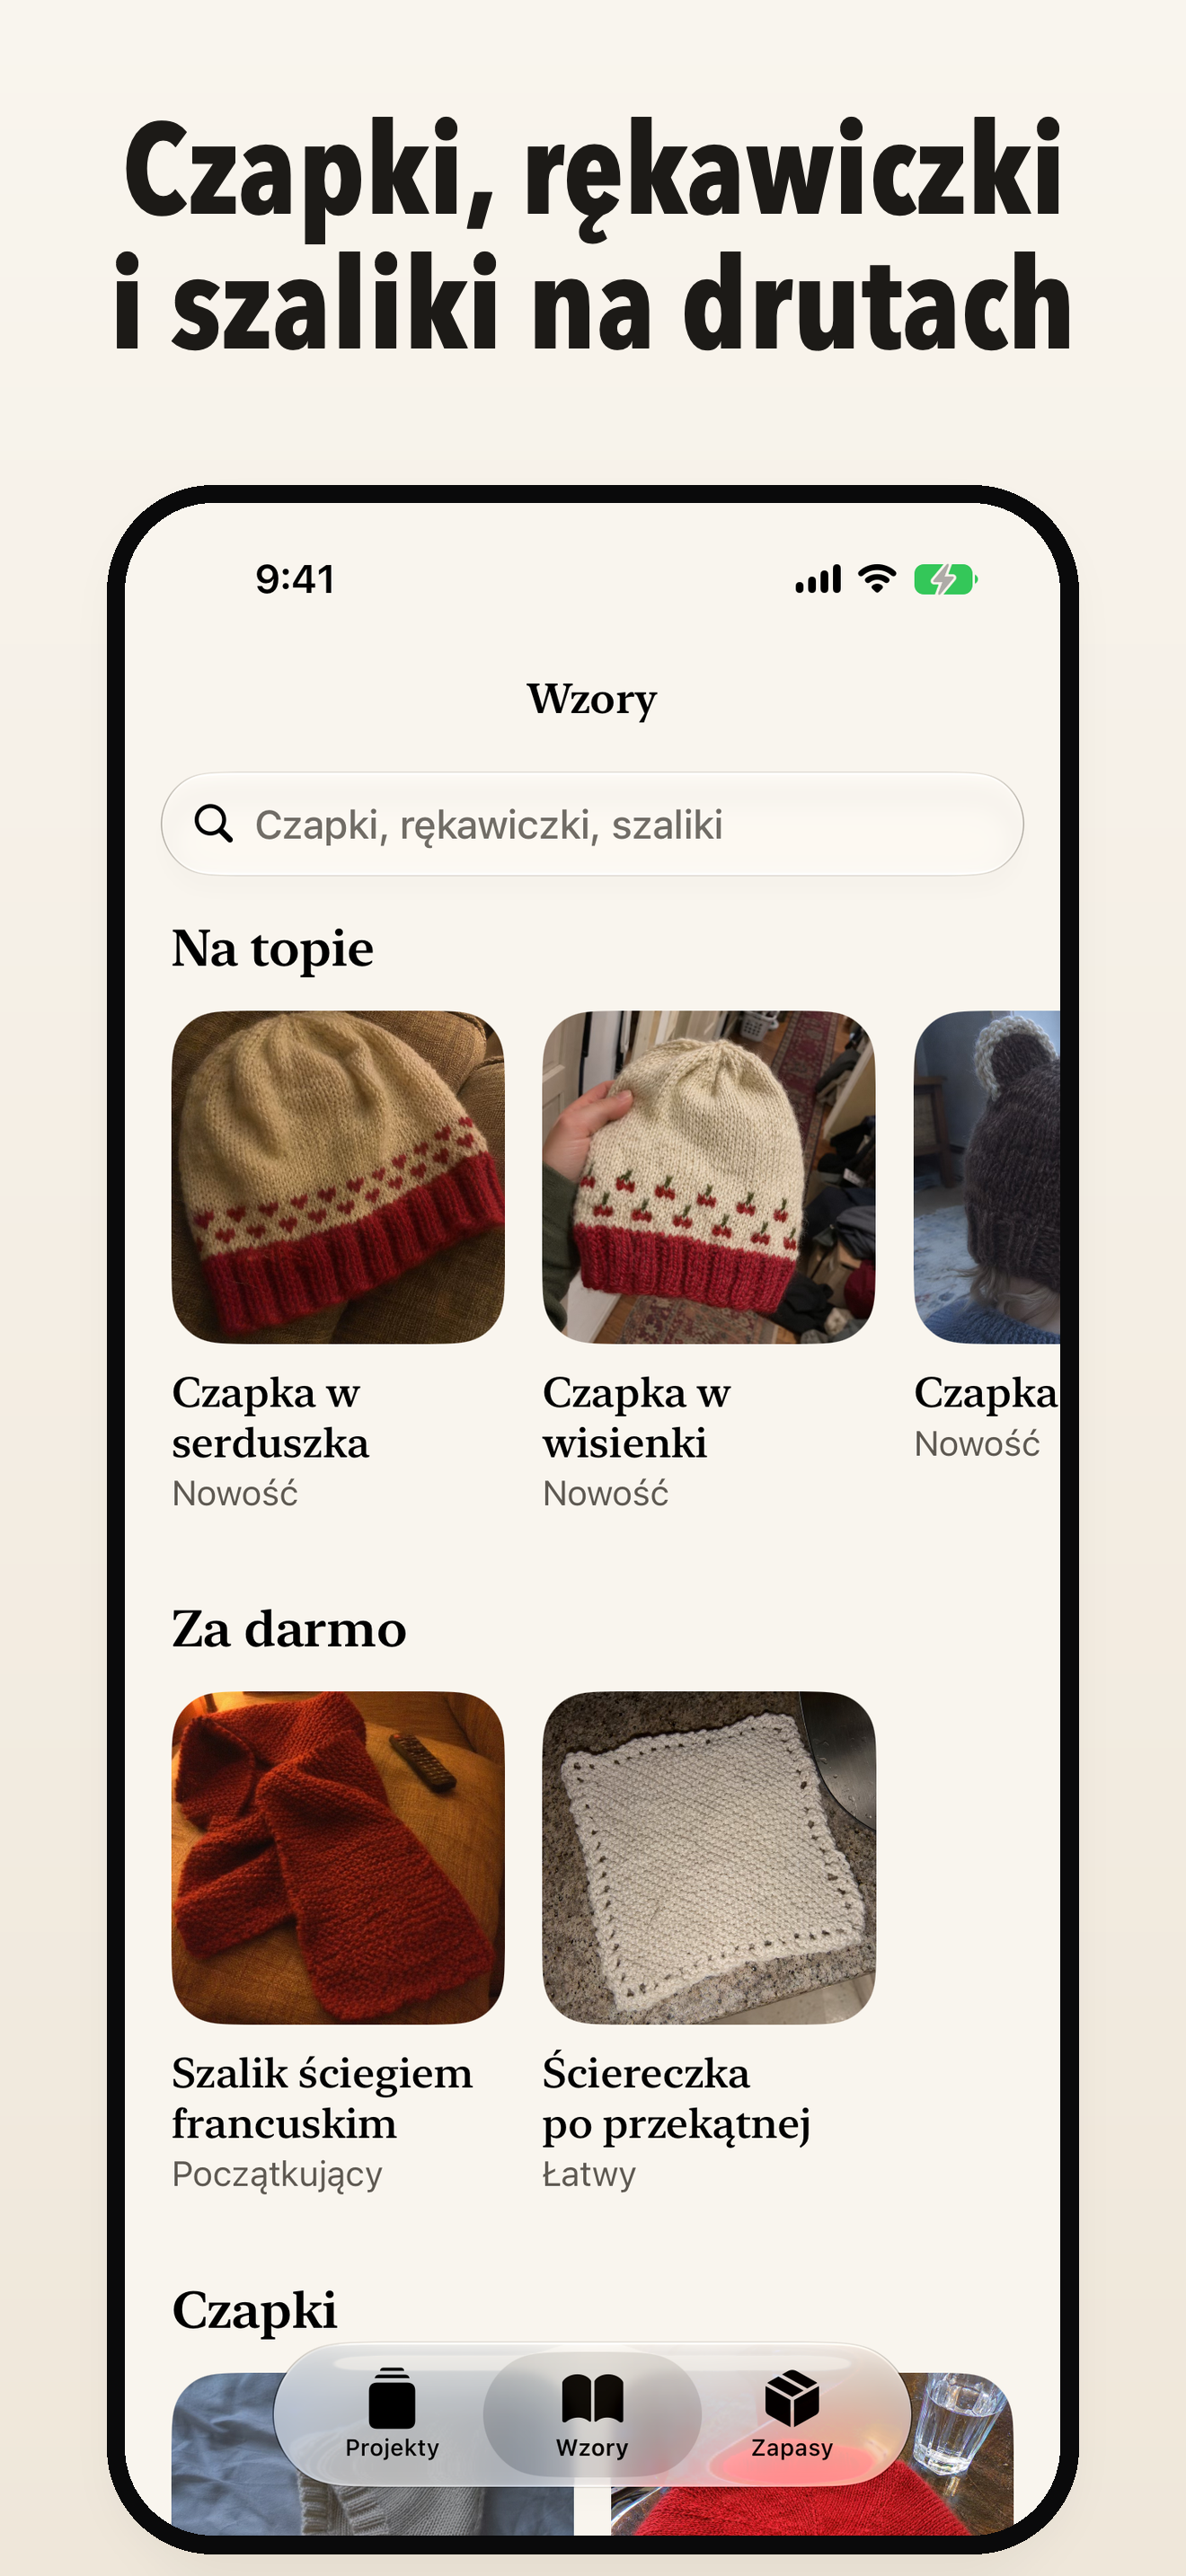 Czapki, rękawiczki
i szaliki na drutach
9:41
Wzory
Czapki, rękawiczki, szaliki
Na topie
Czapka w
serduszka
Nowość
Czapka w
wisienki
Nowość
Czapka
Nowość
Za darmo
Szalik ściegiem
francuskim
Początkujący
Ściereczka
po przekątnej
Łatwy
Czapki
Projekty
Wzory
Zapasy